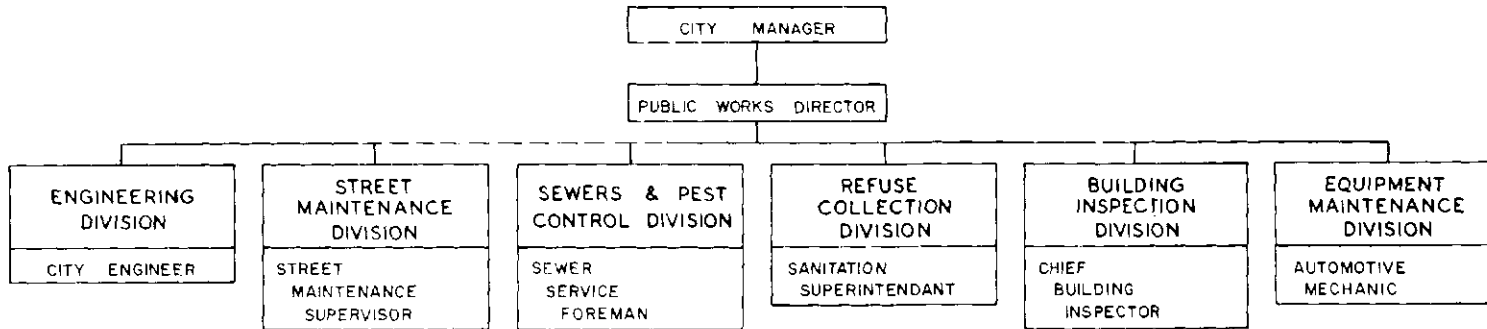 CITY MANAGER
PUBLIC WORKS DIRECTOR
ENGINEERING
DIVISION
CITY ENGINEER
STREET
MAINTENANCE
DIVISION
STREET
MAINTENANCE
SUPERVISOR
SEWERS & PEST
CONTROL DIVISION
SEWER
SERVICE
FOREMAN
REFUSE
COLLECTION
DIVISION
SANITATION
SUPERINTENDANT
BUILDING
INSPECTION
DIVISION
CHIEF
BUILDING
INSPECTOR
EQUIPMENT
MAINTENANCE
DIVISION
AUTOMOTIVE
MECHANIC